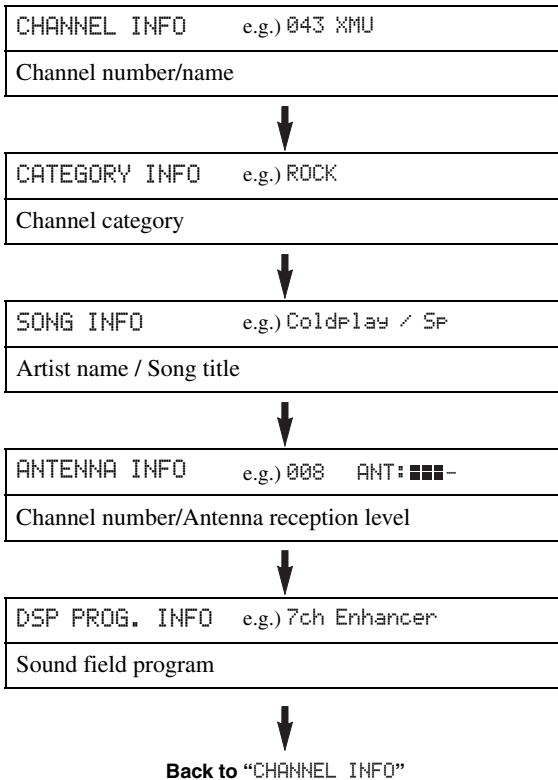 CHANNEL INFO e.g.) 043 XMU
Channel number/name
CATEGORY INFO e.g.) ROCK
Channel category
SONG INFO e.g.) Coldplay / Sp
Artist name / Song title
ANTENNA INFO e.g.) 008 ANT:■■■-
Channel number/Antenna reception level
DSP PROG. INFO e.g.) 7ch Enhancer
Sound field program
Back to “CHANNEL INFO”